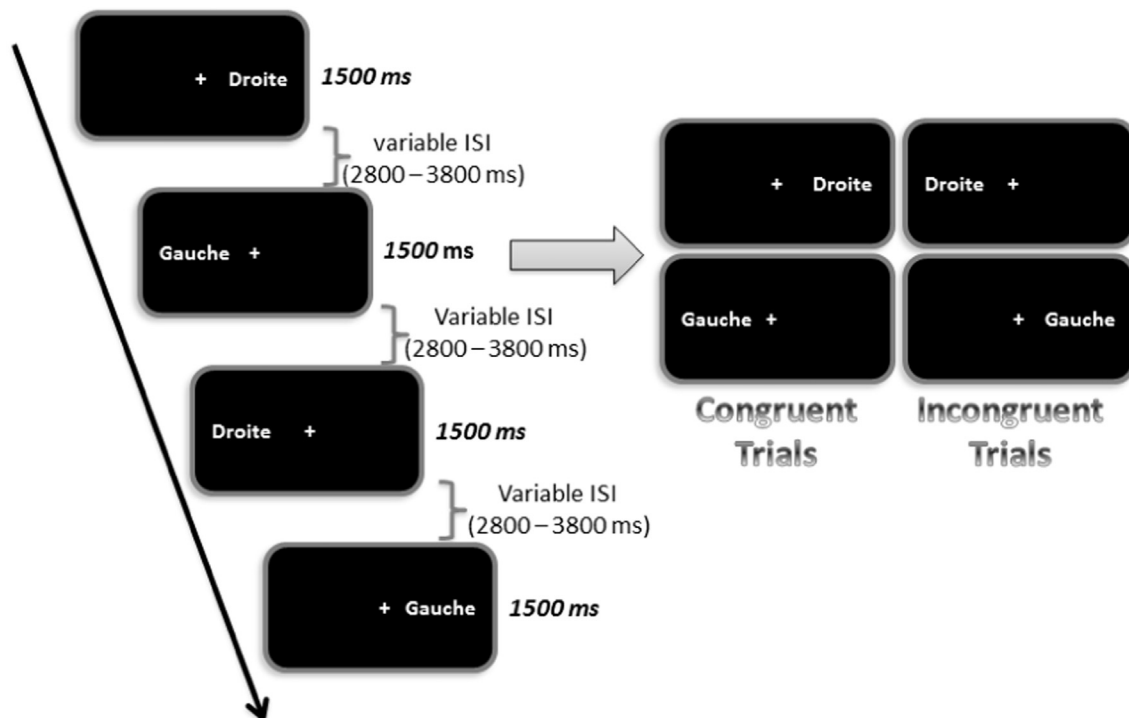 + Droite
1500 ms
variable ISI
(2800 – 3800 ms)
Gauche +
1500 ms
Variable ISI
(2800 – 3800 ms)
Droite +
1500 ms
Variable ISI
(2800 – 3800 ms)
+ Gauche
1500 ms
+ Droite
Droite +
Gauche +
+ Gauche
Congruent
Trials
Incongruent
Trials